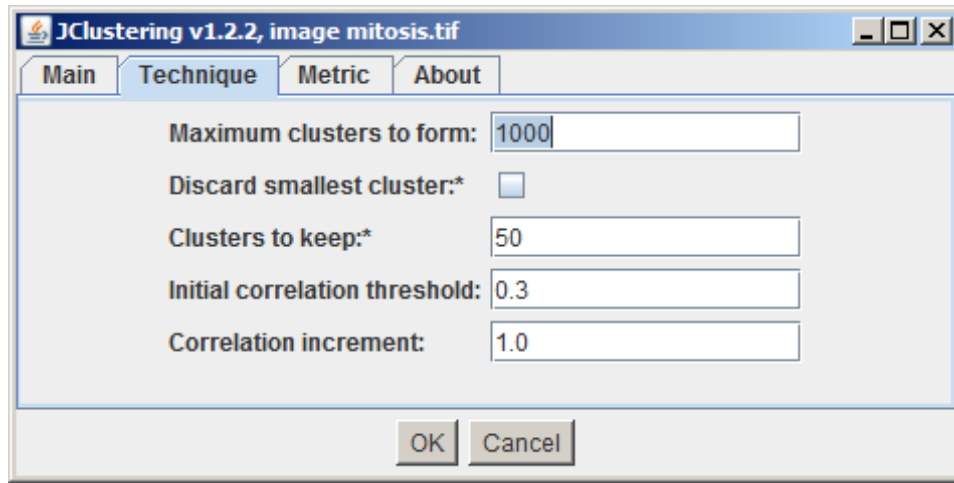 JClustering v1.2.2, image mitosis.tif
Main Technique Metric About
Maximum clusters to form: 1000
Discard smallest cluster:*
Clusters to keep:* 50
Initial correlation threshold: 0.3
Correlation increment: 1.0
OK Cancel